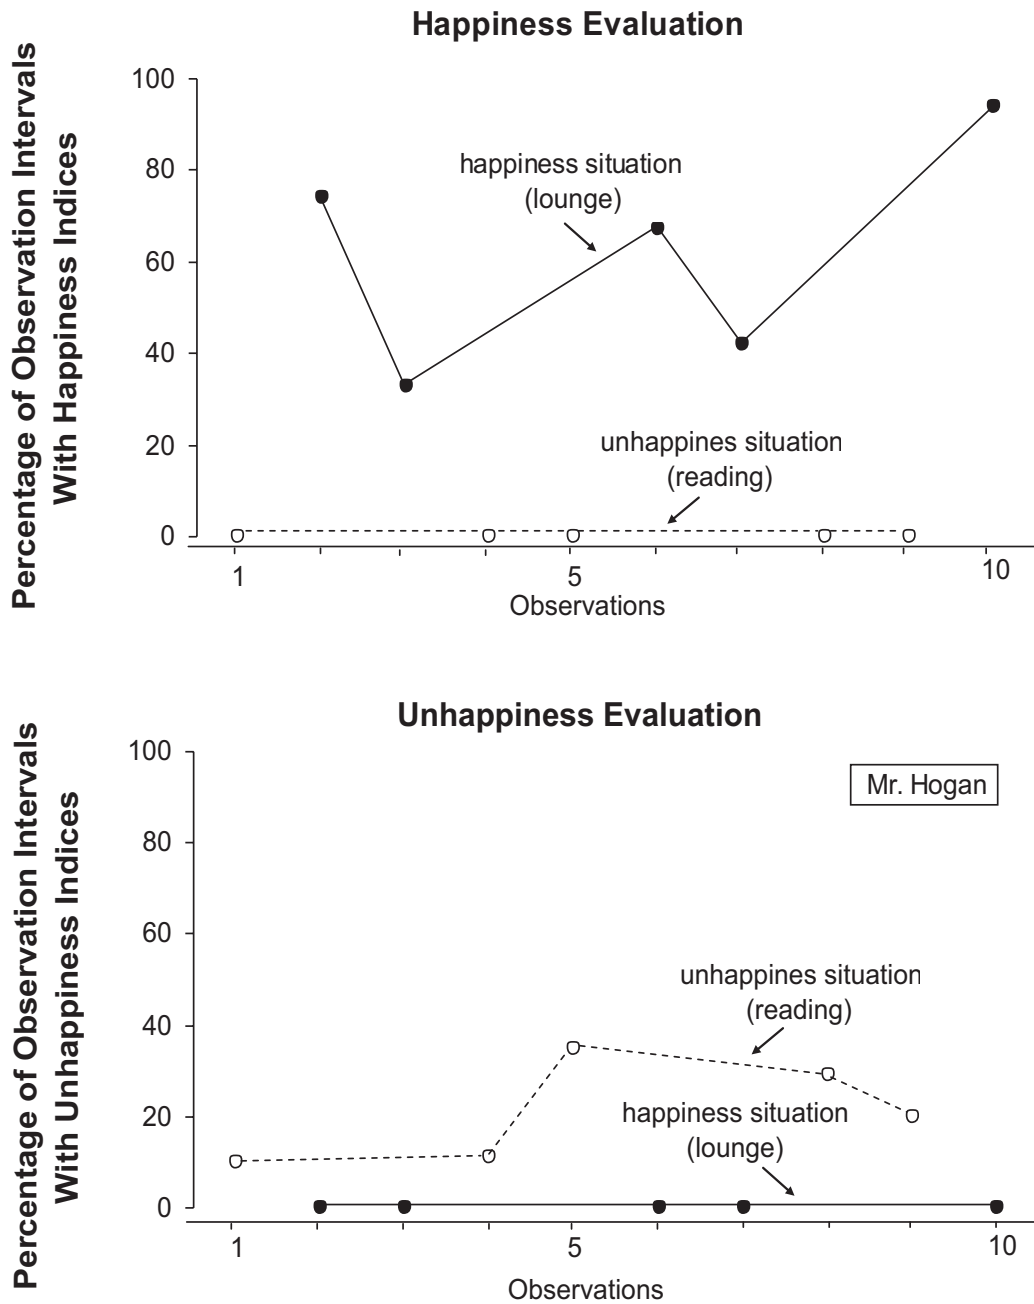 Happiness Evaluation
Percentage of Observation Intervals
With Happiness Indices
100
80
60
40
20
0
happiness situation
(lounge)
unhappines situation
(reading)
1
5
10
Observations
Unhappiness Evaluation
Percentage of Observation Intervals
With Unhappiness Indices
100
80
60
40
20
0
Mr. Hogan
unhappines situation
(reading)
happiness situation
(lounge)
1
5
10
Observations